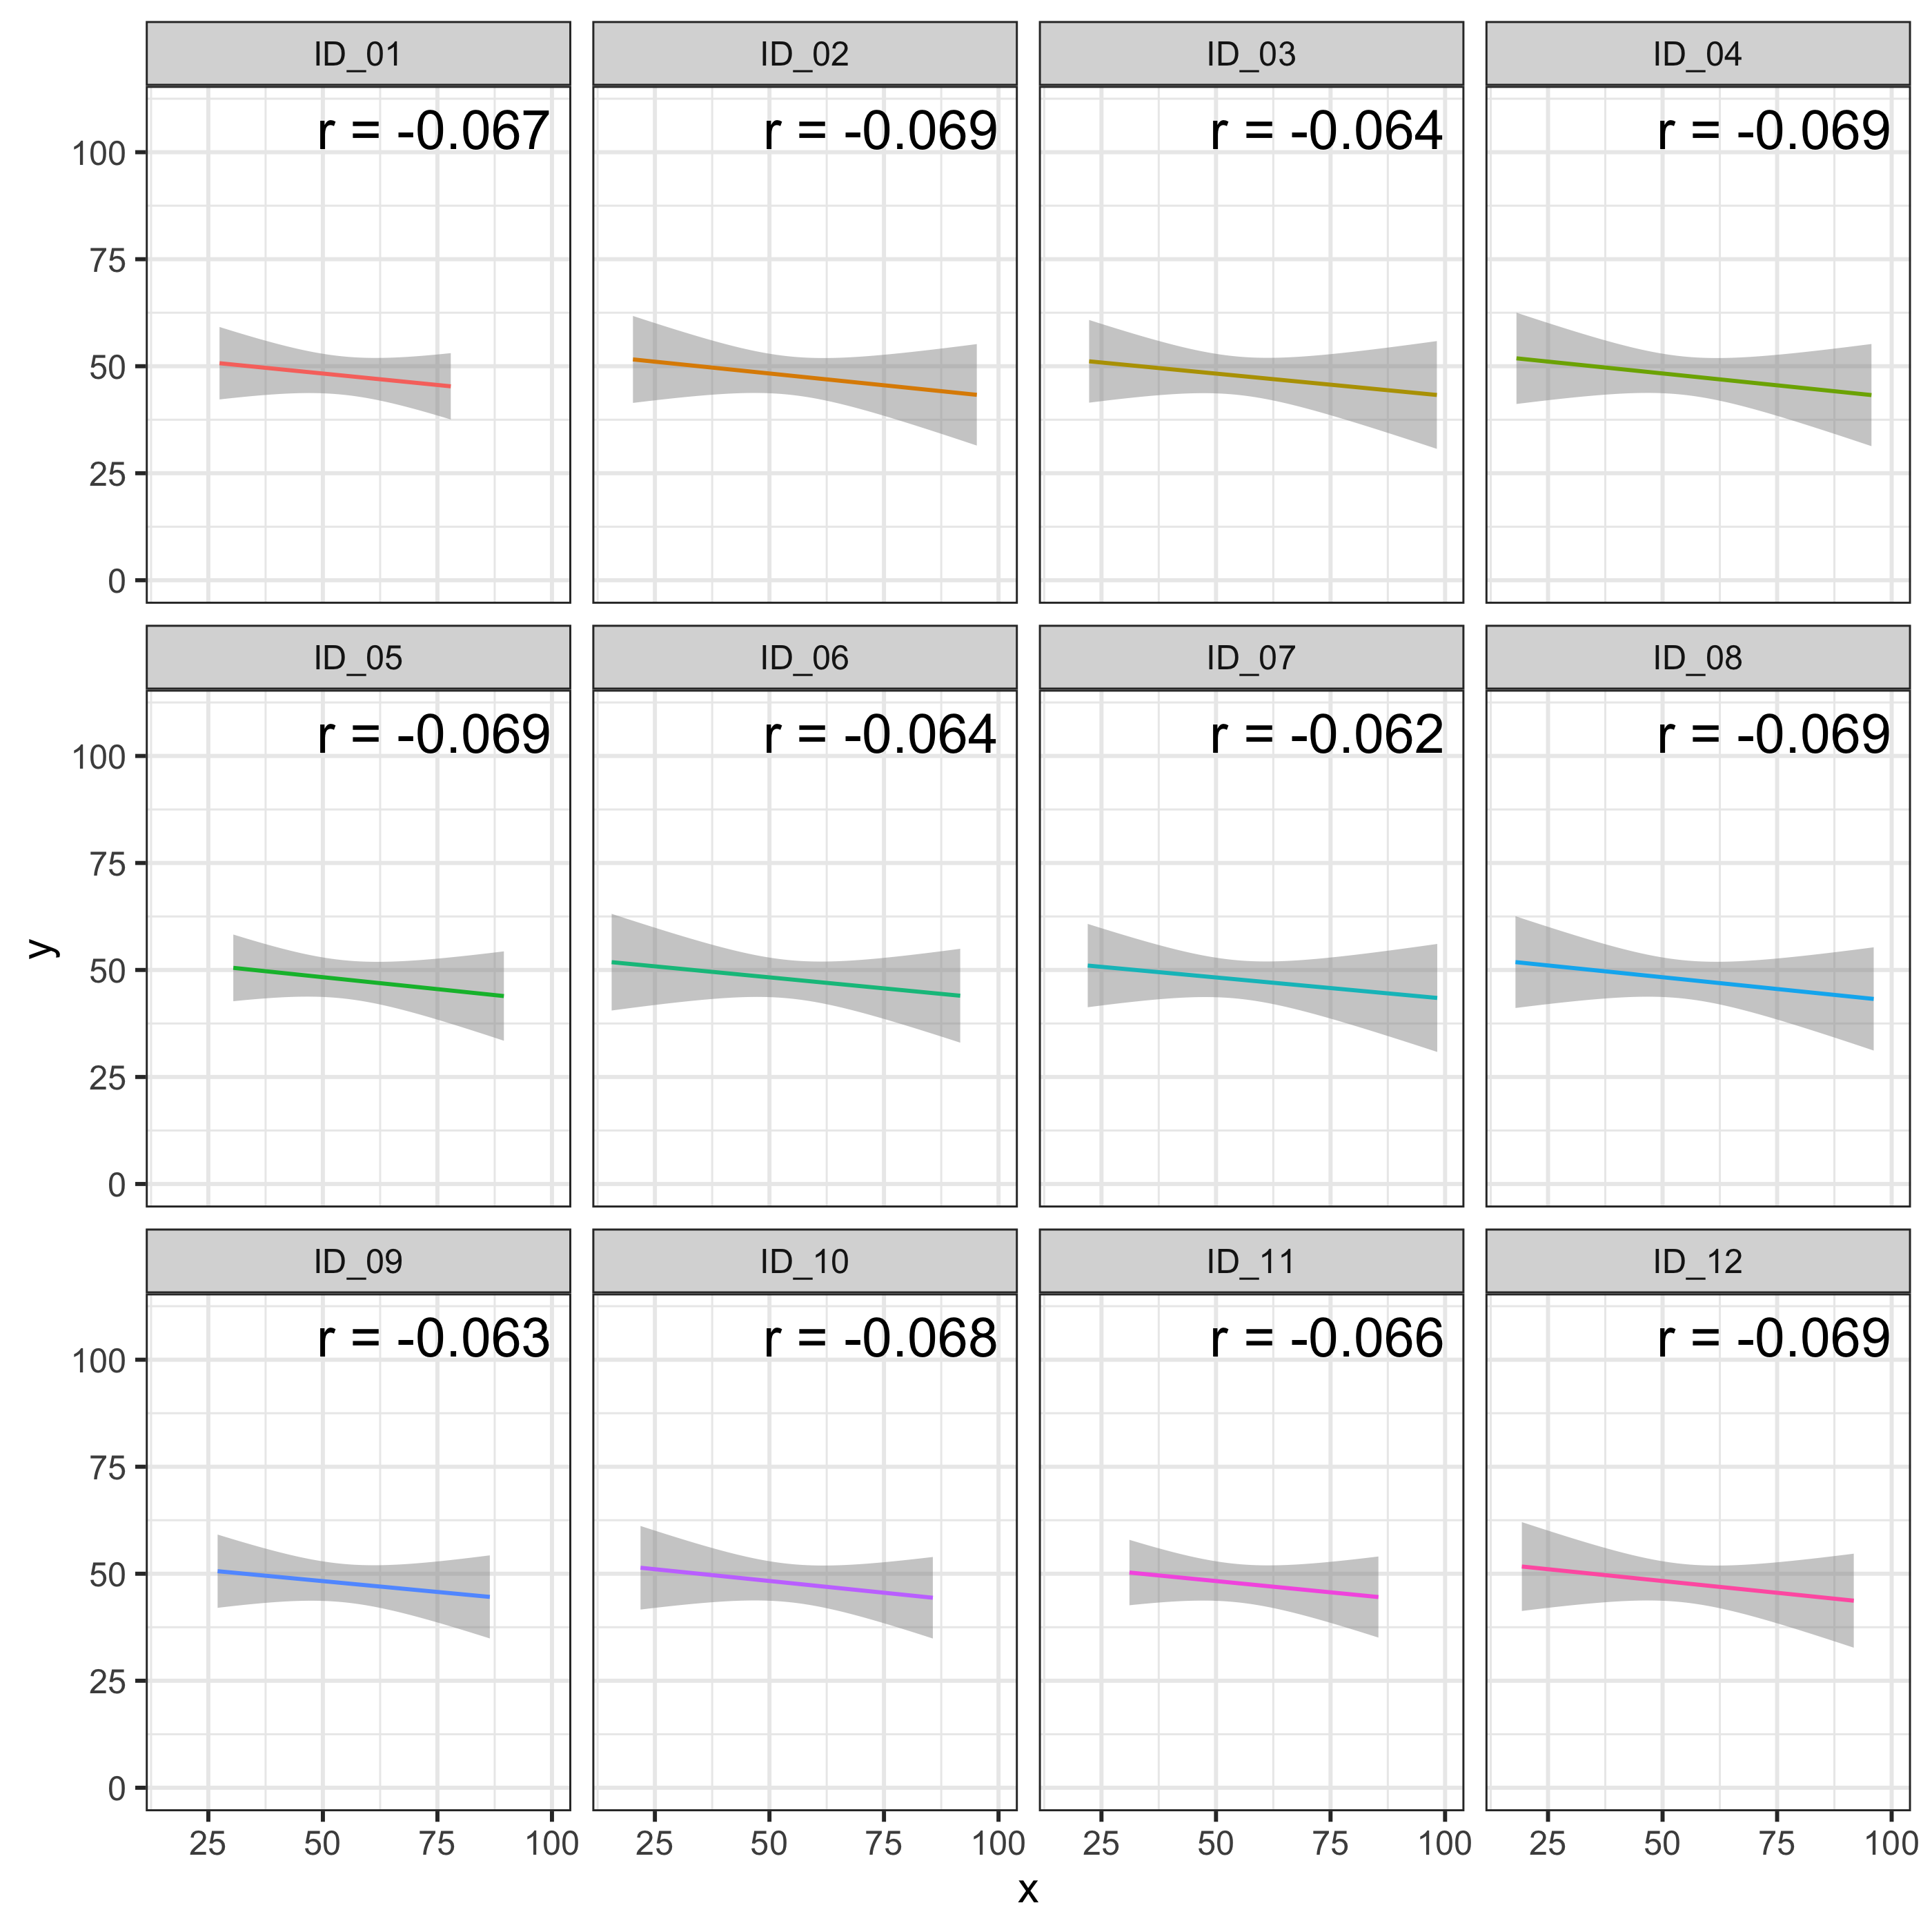 ID_01 ID_02 ID_03 ID_04
r = -0.067 r = -0.069 r = -0.064 r = -0.069
100
75
50
25
0
ID_05 ID_06 ID_07 ID_08
r = -0.069 r = -0.064 r = -0.062 r = -0.069
100
75
50
25
0
y
ID_09 ID_10 ID_11 ID_12
r = -0.063 r = -0.068 r = -0.066 r = -0.069
100
75
50
25
0
25 50 75 100 25 50 75 100 25 50 75 100 25 50 75 100
x